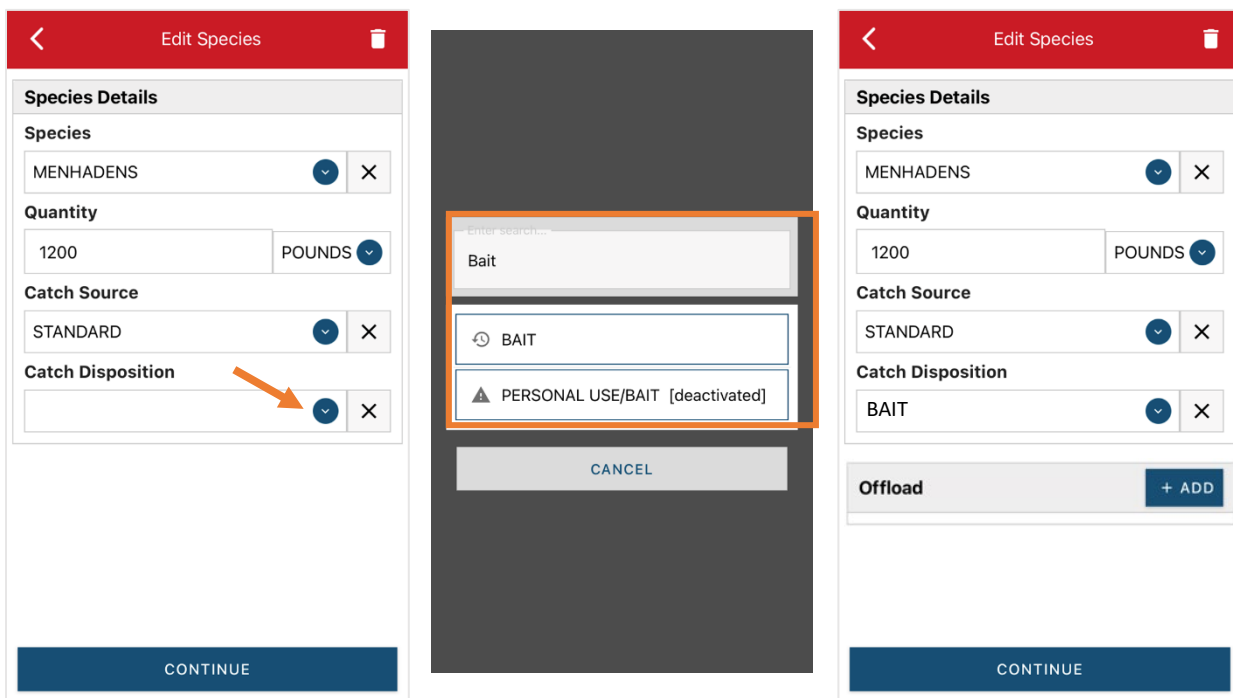 Edit Species
Species Details
Species
MENHADENS
Quantity
1200 POUNDS
Catch Source
STANDARD
Catch Disposition
CONTINUE
Enter search...
Bait
BAIT
PERSONAL USE/BAIT [deactivated]
CANCEL
Edit Species
Species Details
Species
MENHADENS
Quantity
1200 POUNDS
Catch Source
STANDARD
Catch Disposition
BAIT
Offload + ADD
CONTINUE